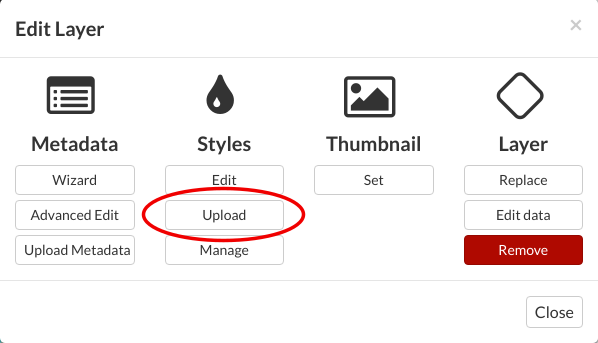 Edit Layer ×
Metadata Styles Thumbnail Layer
Wizard Edit Set Replace
Advanced Edit Upload Edit data
Upload Metadata Manage Remove
Close